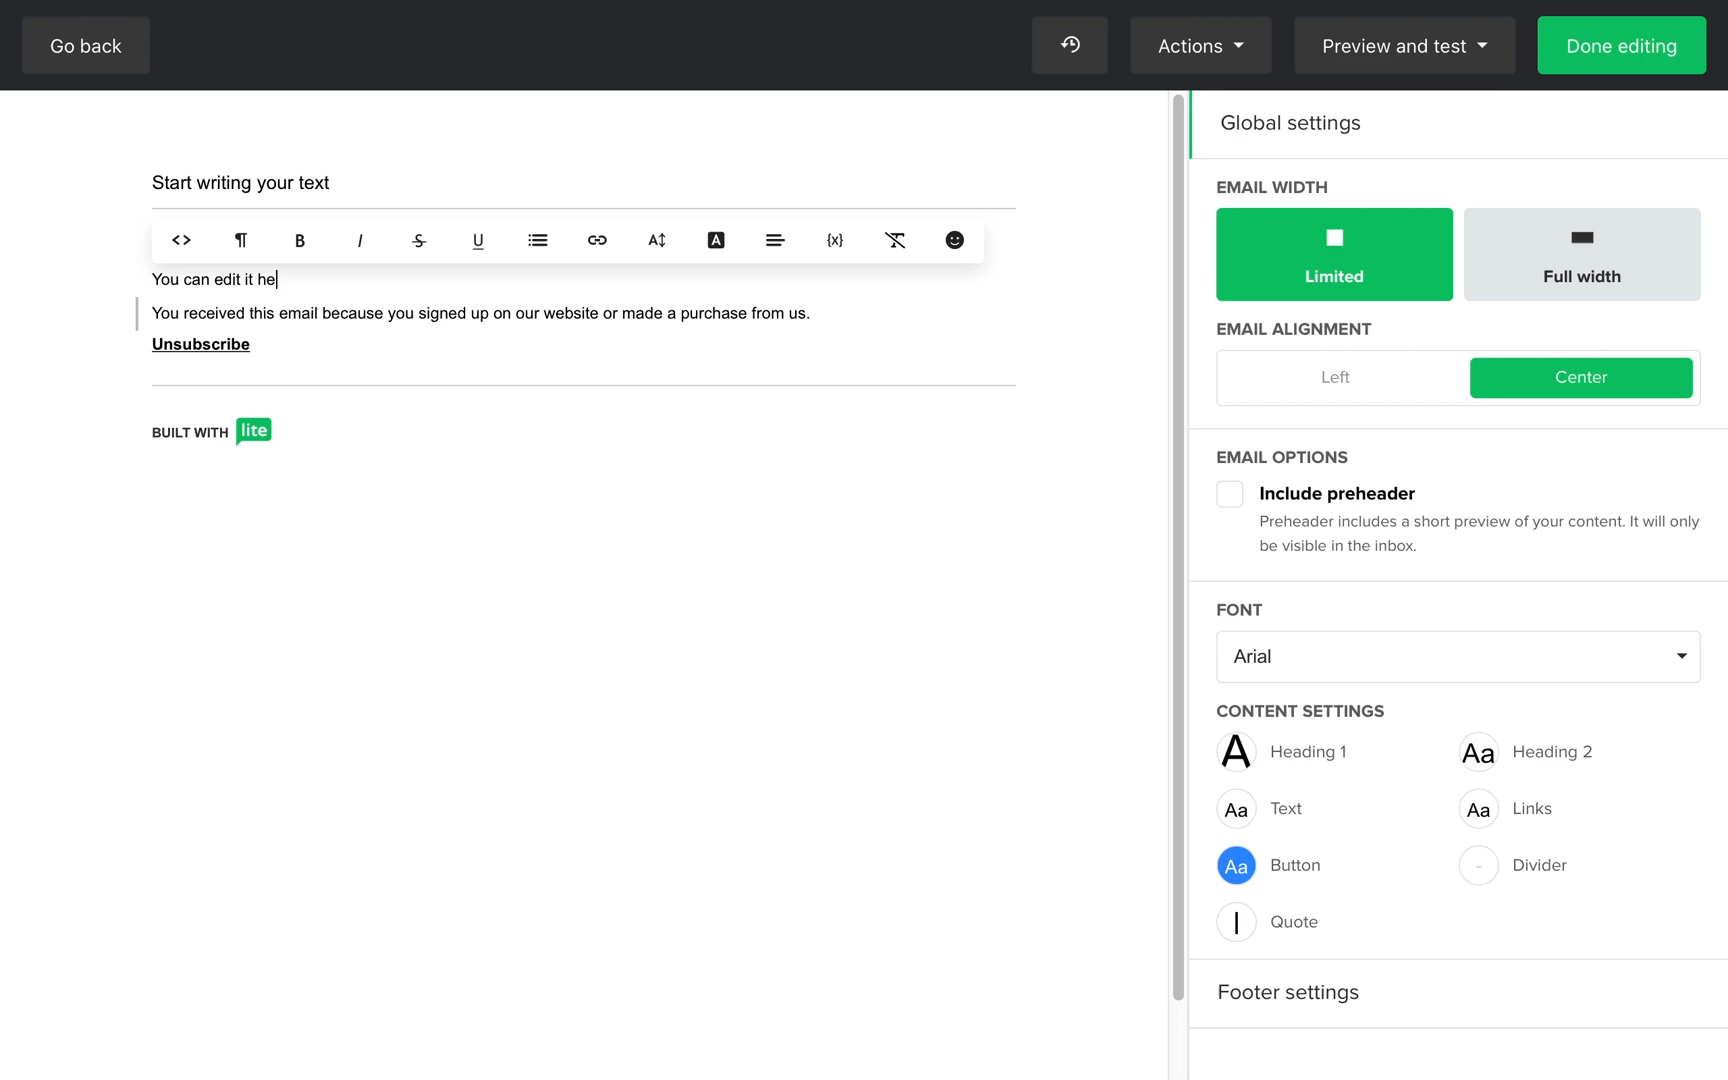 Go back
Actions
Preview and test
Done editing
Start writing your text
You can edit it he
You received this email because you signed up on our website or made a purchase from us.
Unsubscribe
BUILT WITH lite
Global settings
EMAIL WIDTH
Limited
Full width
EMAIL ALIGNMENT
Left
Center
EMAIL OPTIONS
Include preheader
Preheader includes a short preview of your content. It will only
be visible in the inbox.
FONT
Arial
CONTENT SETTINGS
A Heading 1
Aa Heading 2
Aa Text
Aa Links
Aa Button
- Divider
Quote
Footer settings